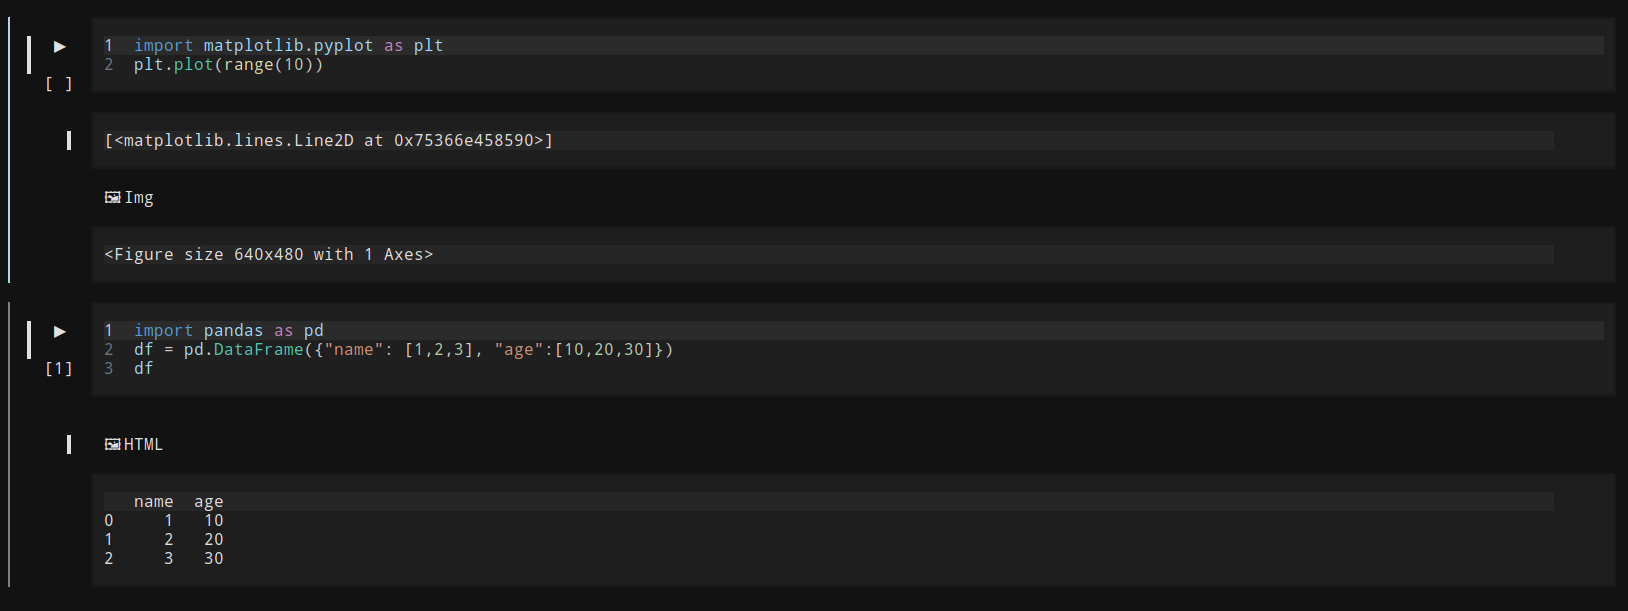 ▶ 1 import matplotlib.pyplot as plt
2 plt.plot(range(10))
[ ]
[<matplotlib.lines.Line2D at 0x75366e458590>]
🖼Img
<Figure size 640x480 with 1 Axes>
▶ 1 import pandas as pd
2 df = pd.DataFrame({"name": [1,2,3], "age":[10,20,30]})
[1] 3 df
🖼HTML
name age
0 1 10
1 2 20
2 3 30